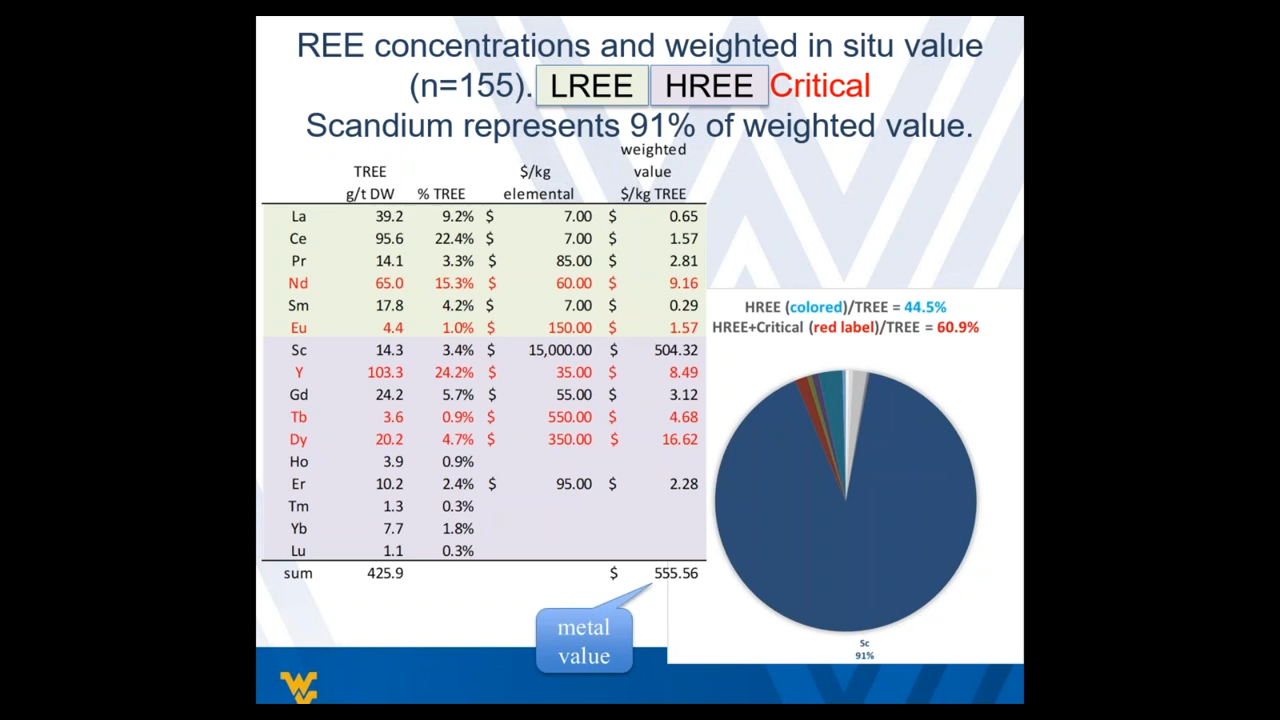 REE concentrations and weighted in situ value
(n=155). LREE HREE Critical
Scandium represents 91% of weighted value.
weighted
TREE $/kg value
g/t DW % TREE elemental $/kg TREE
La 39.2 9.2% $ 7.00 $ 0.65
Ce 95.6 22.4% $ 7.00 $ 1.57
Pr 14.1 3.3% $ 85.00 $ 2.81
Nd 65.0 15.3% $ 60.00 $ 9.16
Sm 17.8 4.2% $ 7.00 $ 0.29
Eu 4.4 1.0% $ 150.00 $ 1.57
Sc 14.3 3.4% $ 15,000.00 $ 504.32
Y 103.3 24.2% $ 35.00 $ 8.49
Gd 24.2 5.7% $ 55.00 $ 3.12
Tb 3.6 0.9% $ 550.00 $ 4.68
Dy 20.2 4.7% $ 350.00 $ 16.62
Ho 3.9 0.9%
Er 10.2 2.4% $ 95.00 $ 2.28
Tm 1.3 0.3%
Yb 7.7 1.8%
Lu 1.1 0.3%
sum 425.9 $ 555.56
metal
value
HREE (colored)/TREE = 44.5%
HREE+Critical (red label)/TREE = 60.9%
Sc
91%